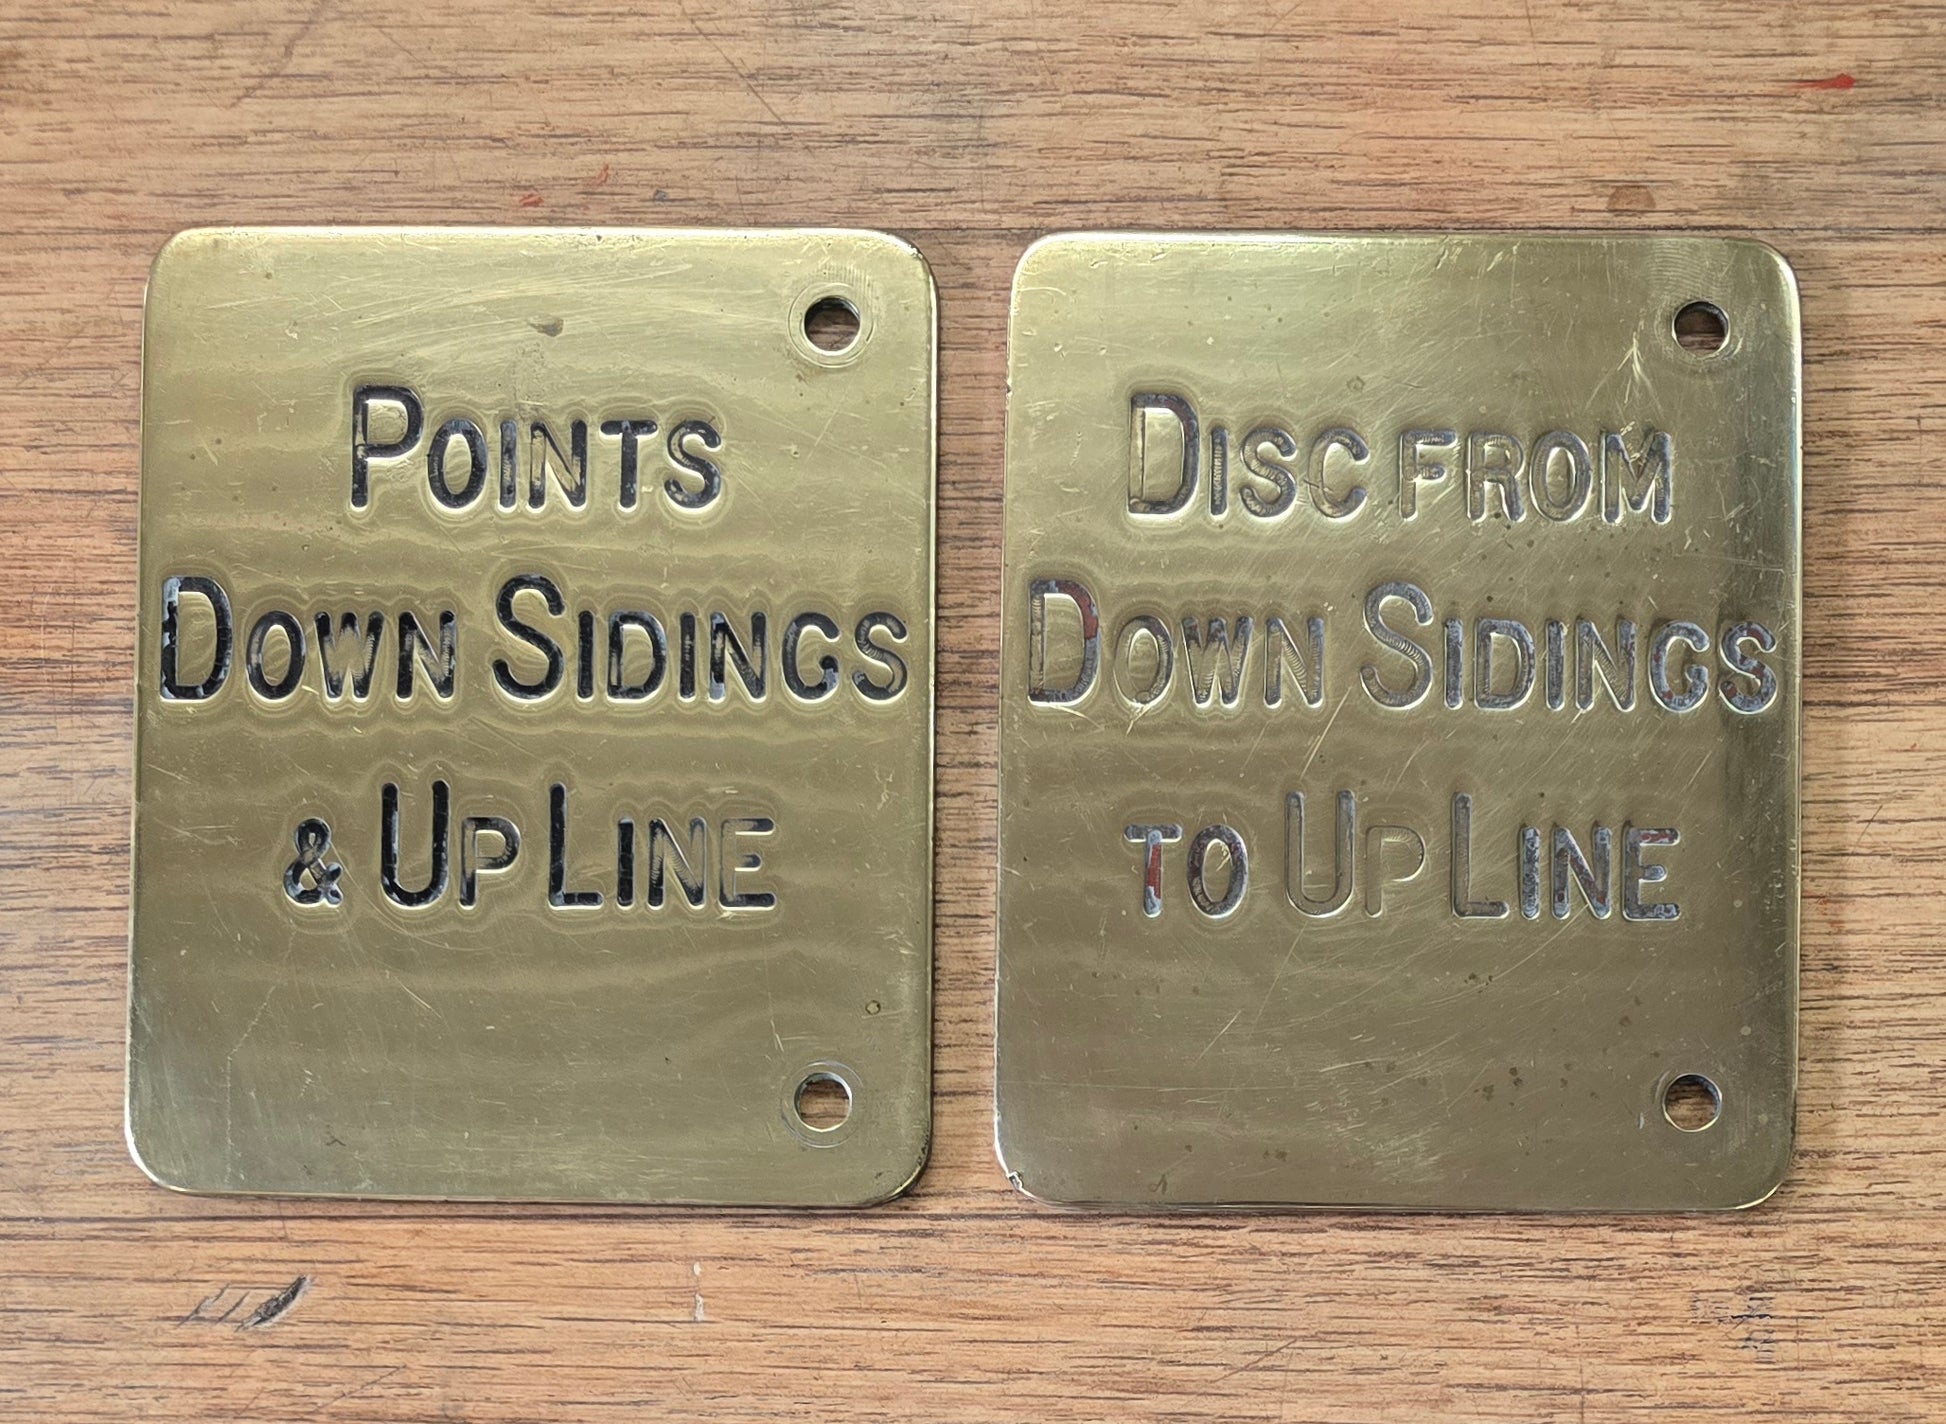 POINTS
DOWN SIDINGS
& UP LINE
DISC FROM
DOWN SIDINGS
TO UP LINE